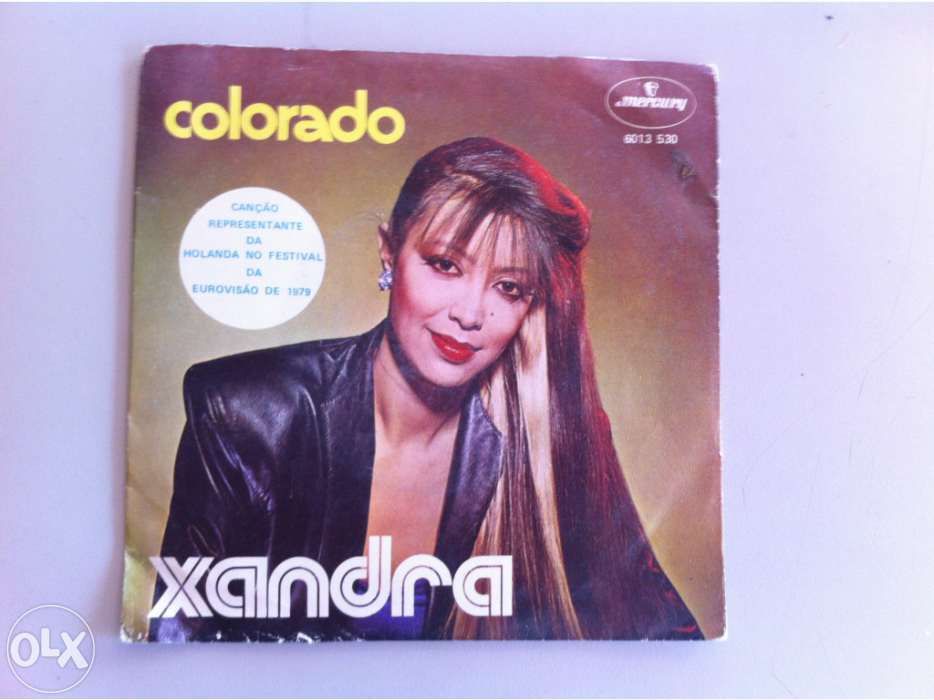 colorado
mercury
6013 530
CANÇÃO
REPRESENTANTE
DA
HOLANDA NO FESTIVAL
DA
EUROVISÃO DE 1979
xandra
OLX